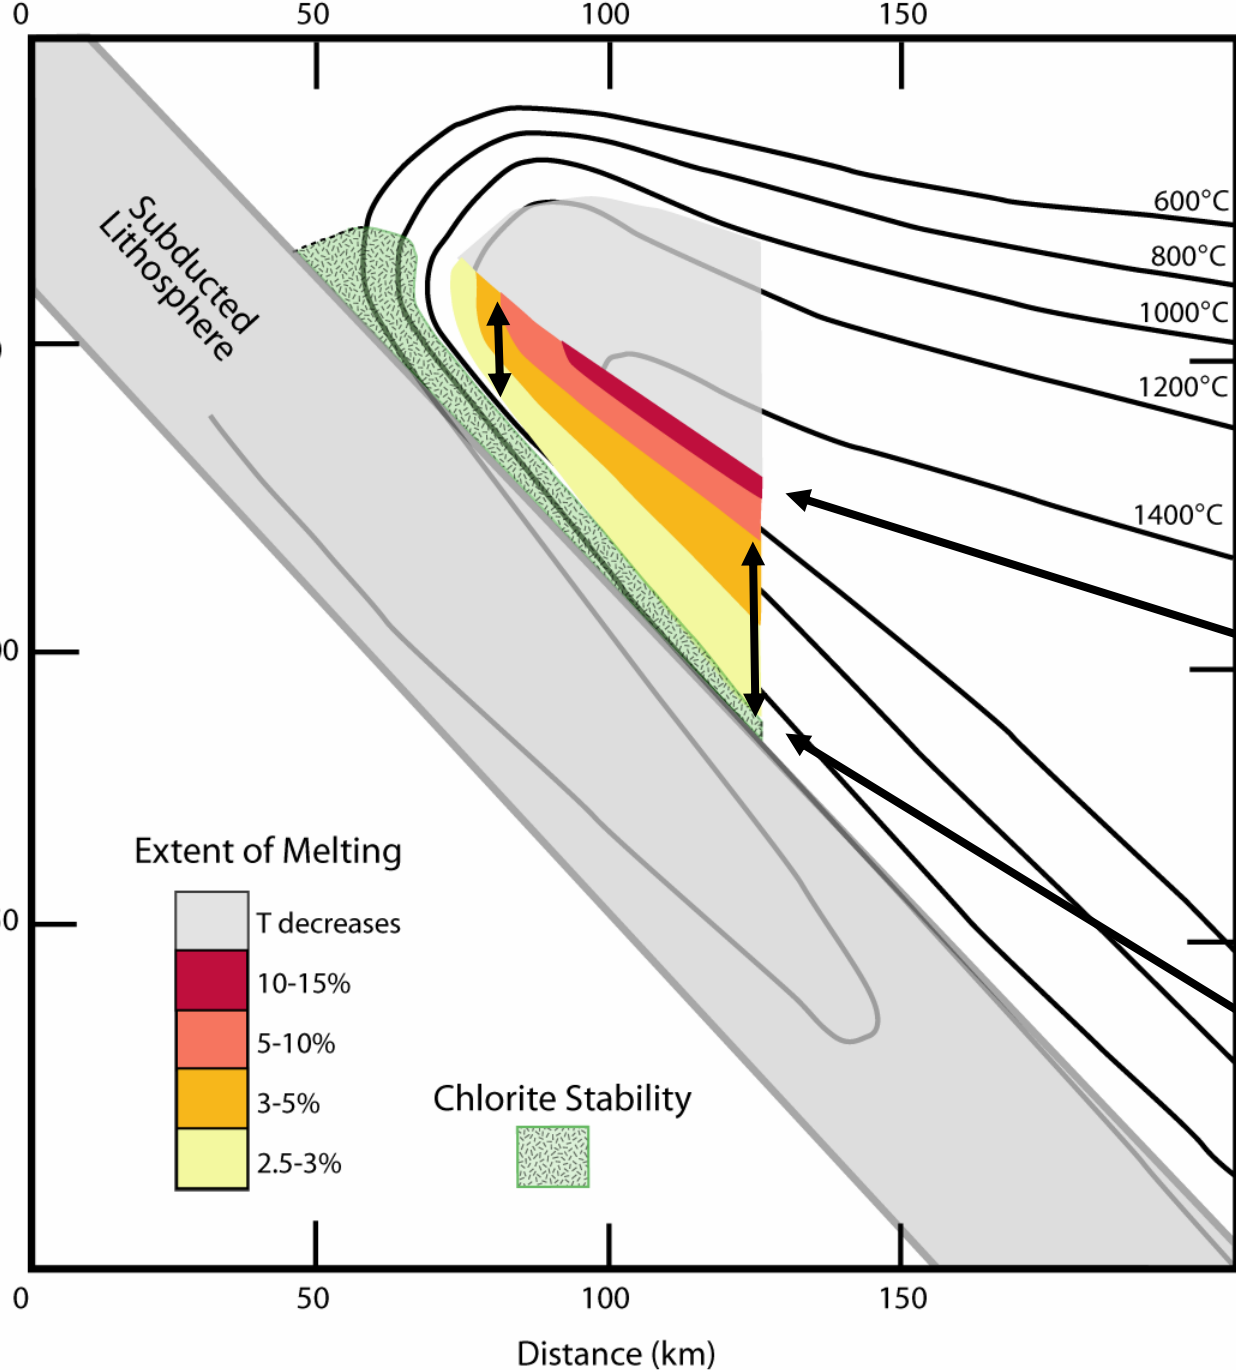 0 50 100 150
Subducted
Lithosphere
600°C
800°C
1000°C
1200°C
1400°C
Extent of Melting
T decreases
10-15%
5-10%
3-5%
2.5-3%
Chlorite Stability
0 50 100 150
Distance (km)